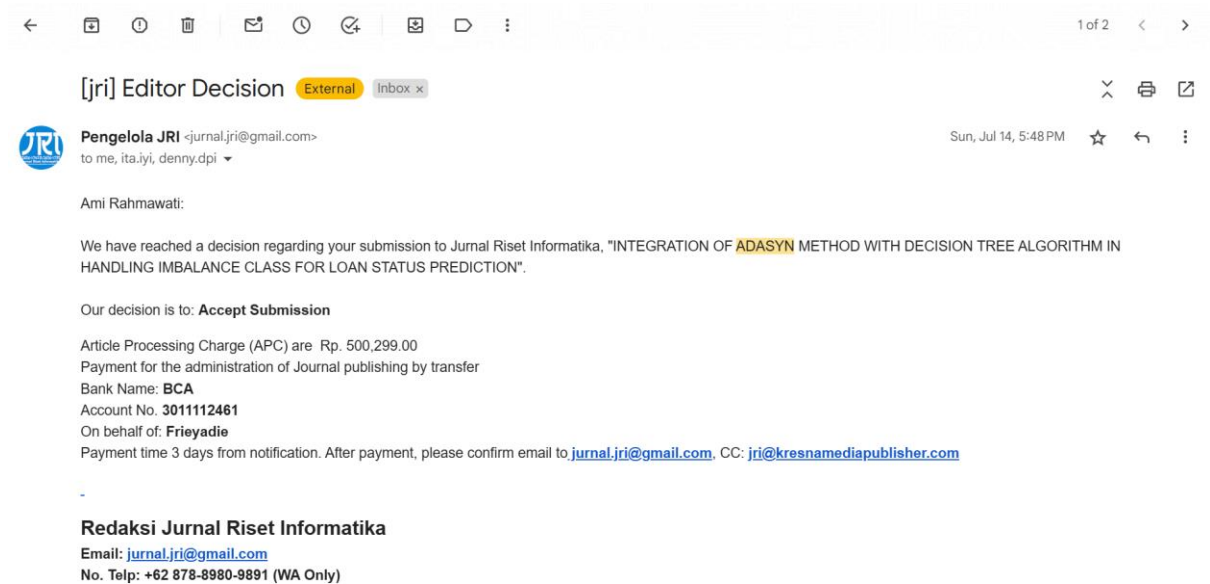 1 of 2
[jri] Editor Decision External Inbox ×
JRI
Pengelola JRI <jurnal.jri@gmail.com>
Sun, Jul 14, 5:48 PM
to me, ita.iyi, denny.dpi
Ami Rahmawati:
We have reached a decision regarding your submission to Jurnal Riset Informatika, "INTEGRATION OF ADASYN METHOD WITH DECISION TREE ALGORITHM IN
HANDLING IMBALANCE CLASS FOR LOAN STATUS PREDICTION".
Our decision is to: Accept Submission
Article Processing Charge (APC) are Rp. 500,299.00
Payment for the administration of Journal publishing by transfer
Bank Name: BCA
Account No. 3011112461
On behalf of: Frieyadie
Payment time 3 days from notification. After payment, please confirm email to jurnal.jri@gmail.com, CC: jri@kresnamediapublisher.com
-
Redaksi Jurnal Riset Informatika
Email: jurnal.jri@gmail.com
No. Telp: +62 878-8980-9891 (WA Only)